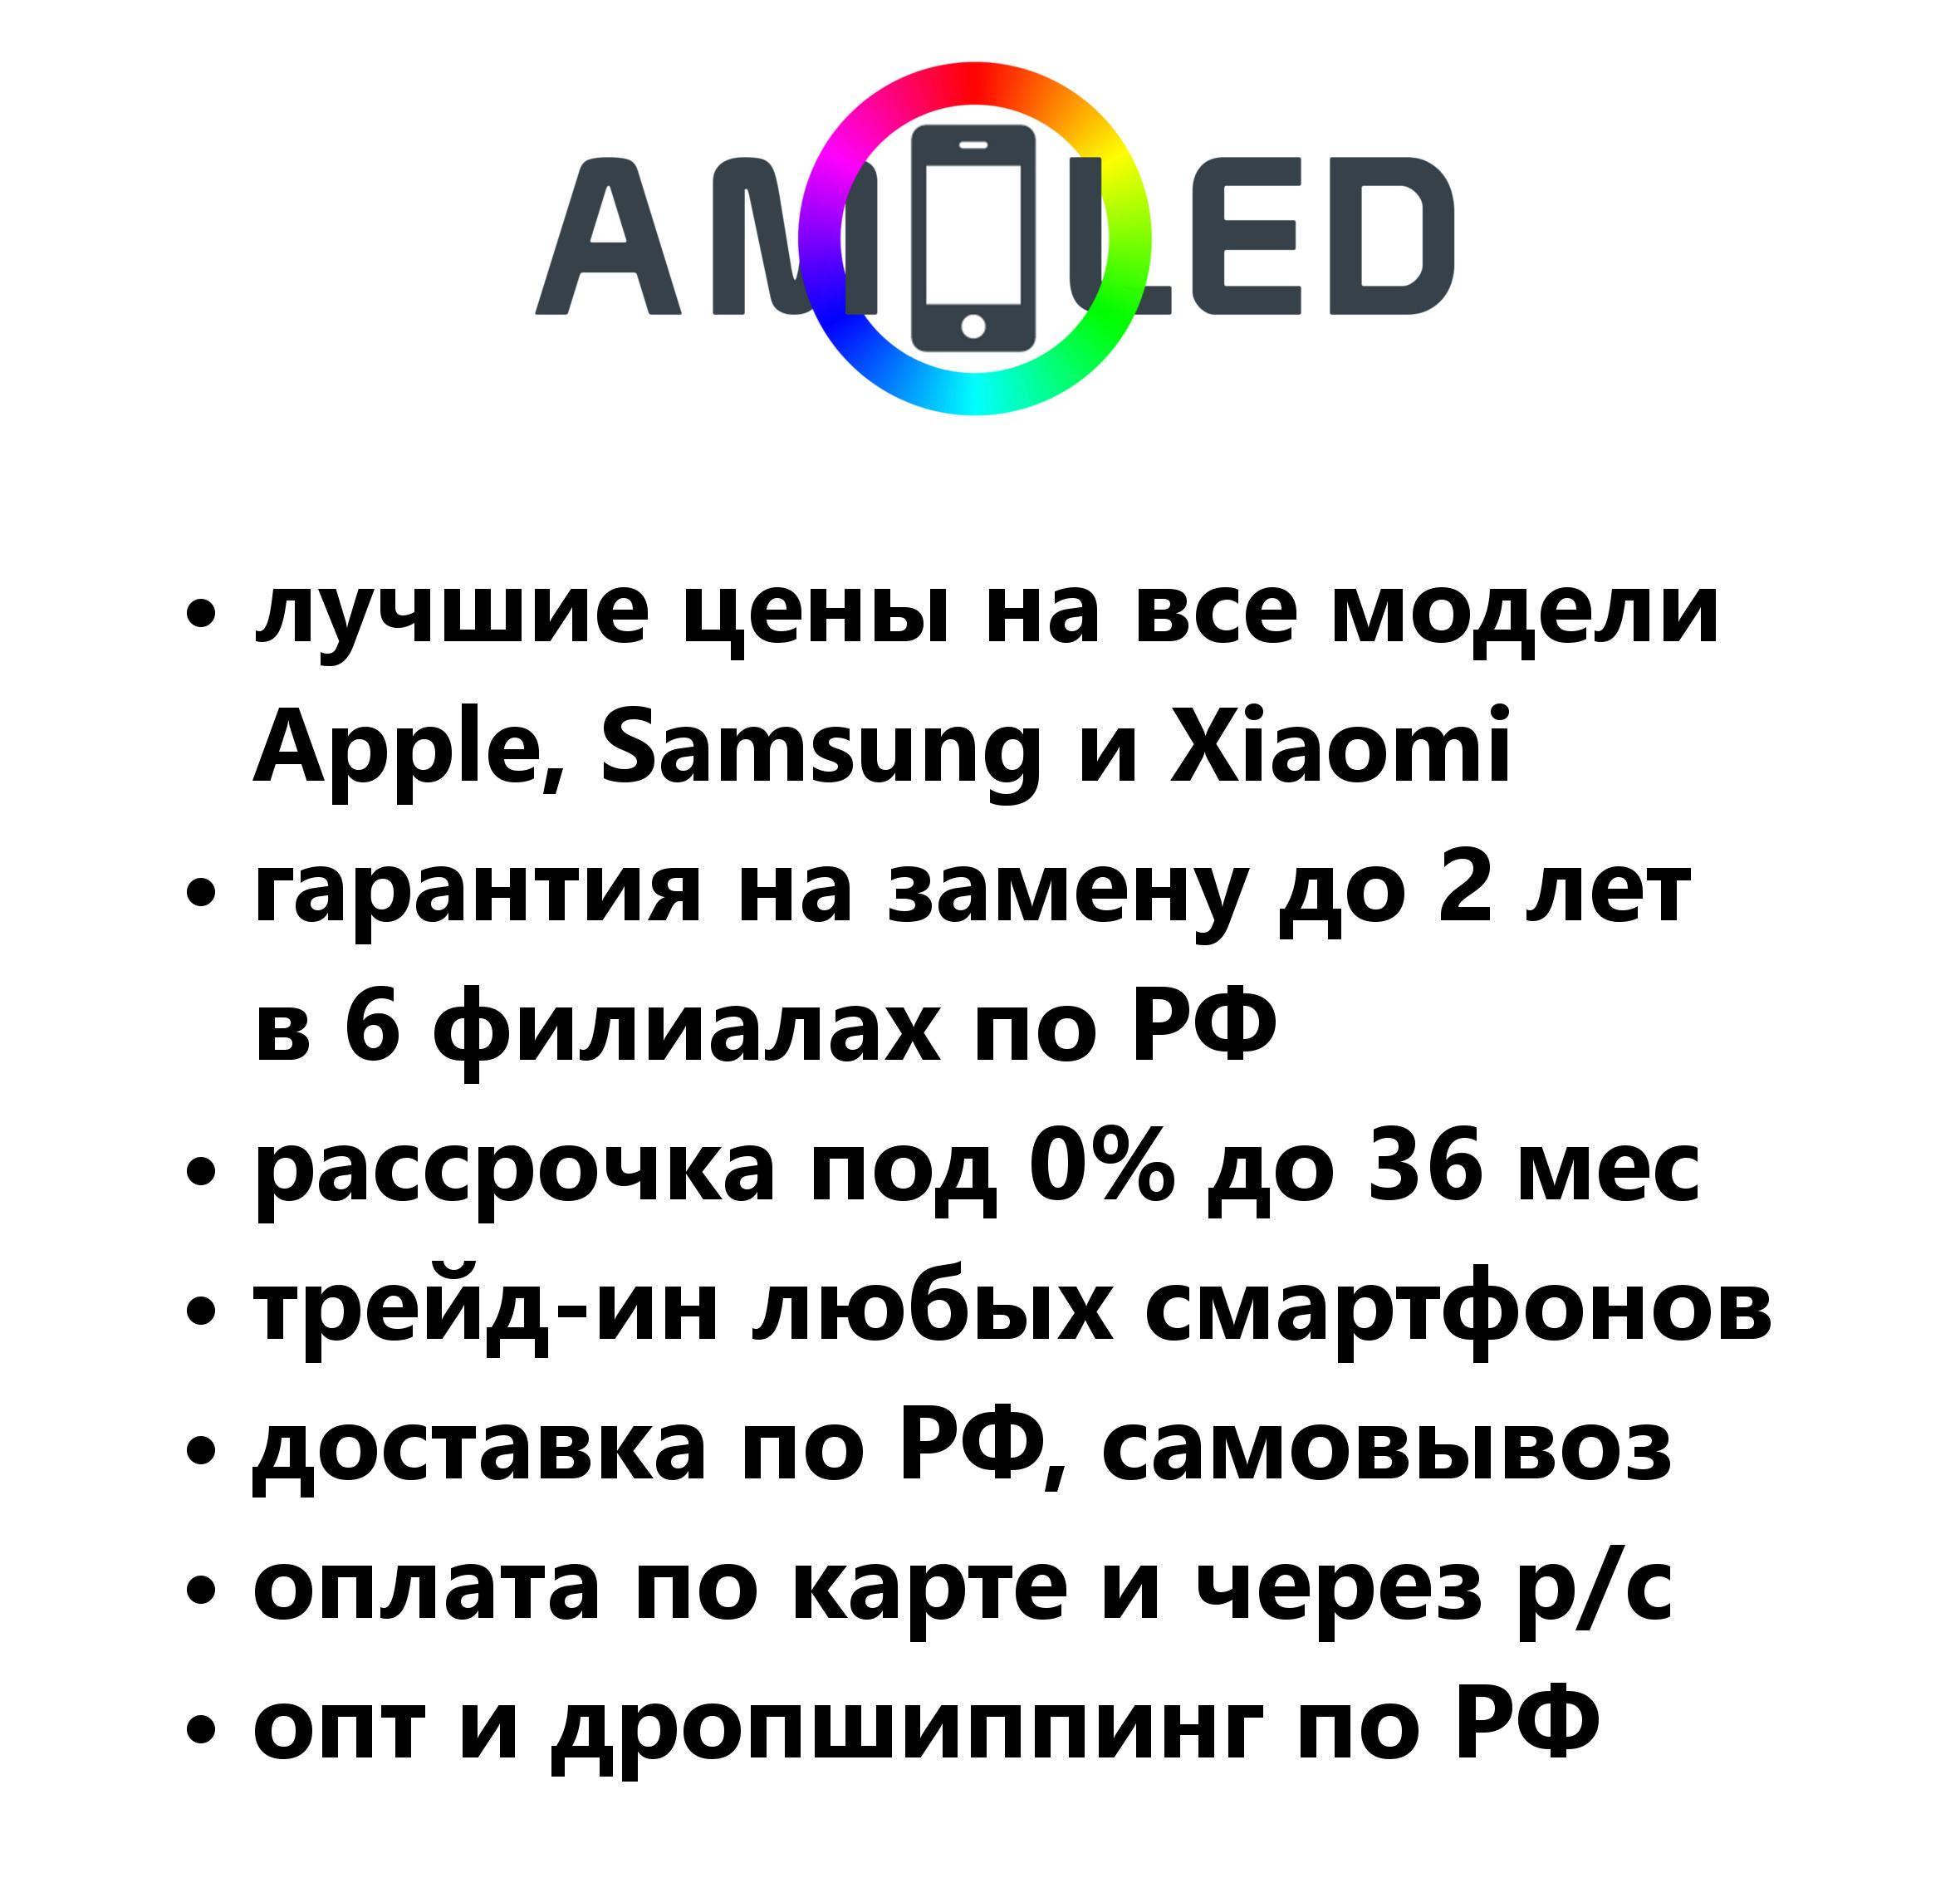 AMOLED
• лучшие цены на все модели
Apple, Samsung и Xiaomi
• гарантия на замену до 2 лет
в 6 филиалах по РФ
• рассрочка под 0% до 36 мес
• трейд-ин любых смартфонов
• доставка по РФ, самовывоз
• оплата по карте и через р/с
• опт и дропшиппинг по РФ